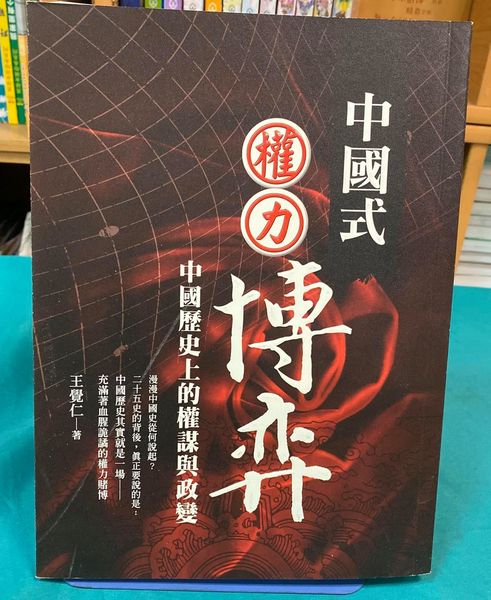 中國式
權力
博弈
中國歷史上的權謀與政變
漫漫中國史從何說起？
二十五史的背後，真正要說的是：
中國歷史其實就是一場——
充滿著血腥詭譎的權力賭博
王覺仁—著